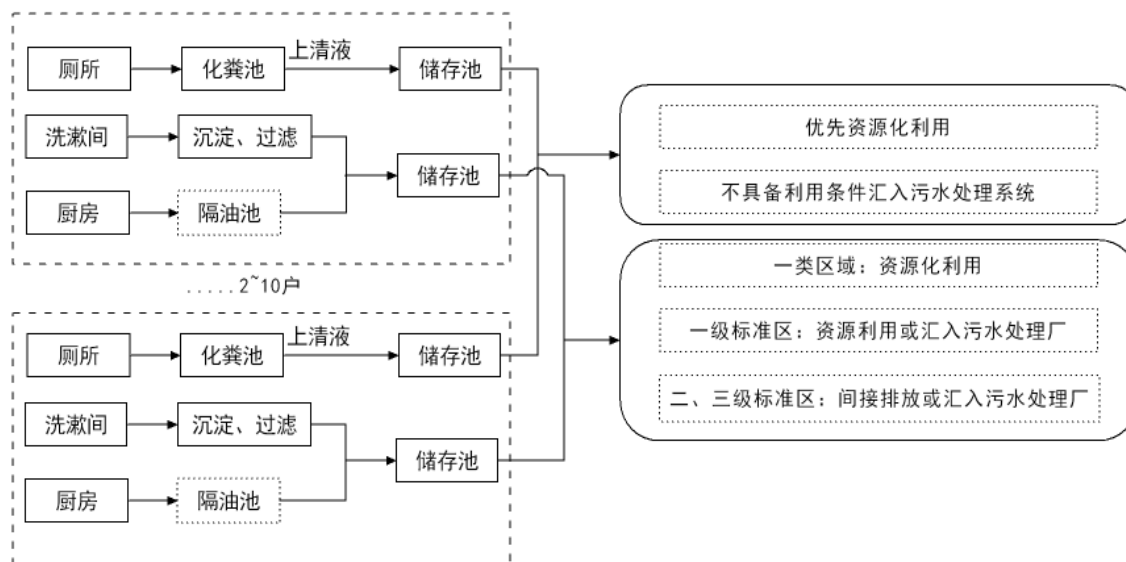 厕所
化粪池
上清液
储存池
洗漱间
沉淀、过滤
储存池
厨房
隔油池
.....2~10户
厕所
化粪池
上清液
储存池
洗漱间
沉淀、过滤
储存池
厨房
隔油池
优先资源化利用
不具备利用条件汇入污水处理系统
一类区域：资源化利用
一级标准区：资源利用或汇入污水处理厂
二、三级标准区：间接排放或汇入污水处理厂